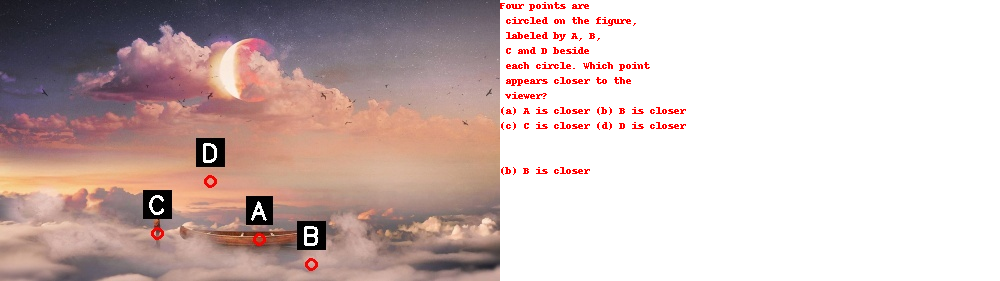 Four points are
circled on the figure,
labeled by A, B,
C and D beside
each circle. Which point
appears closer to the
viewer?
(a) A is closer (b) B is closer
(c) C is closer (d) D is closer
(b) B is closer
D
C
A
B